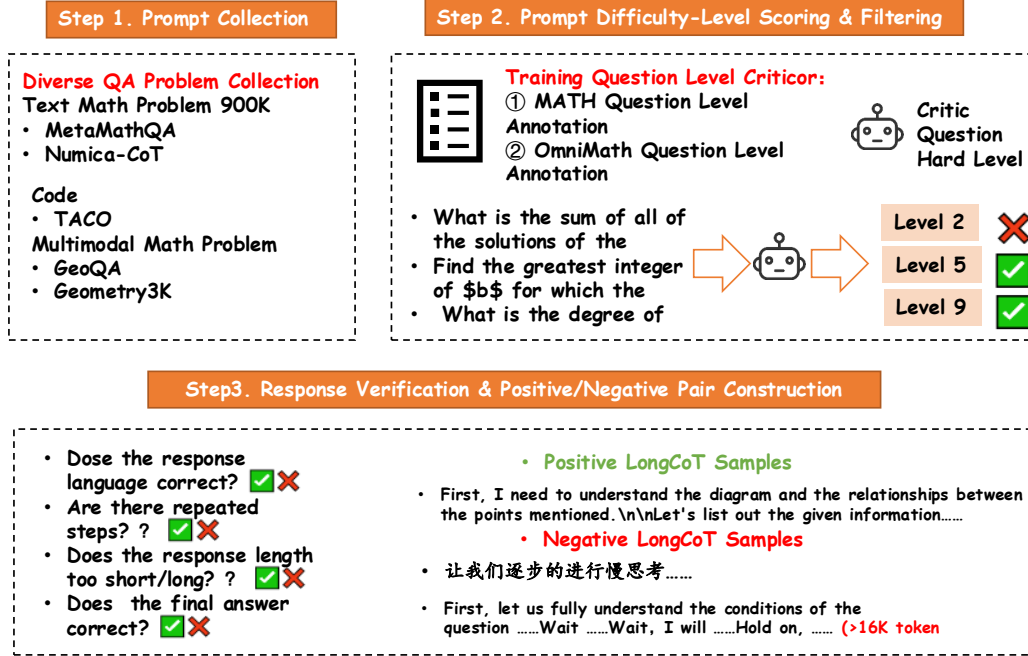 Step 1. Prompt Collection
Diverse QA Problem Collection
Text Math Problem 900K
• MetaMathQA
• Numica-CoT
Code
• TACO
Multimodal Math Problem
• GeoQA
• Geometry3K
Step 2. Prompt Difficulty-Level Scoring & Filtering
Training Question Level Criticor:
① MATH Question Level
Annotation
② OmniMath Question Level
Annotation
Critic
Question
Hard Level
• What is the sum of all of
the solutions of the
• Find the greatest integer
of $b$ for which the
• What is the degree of
Level 2
Level 5
Level 9
Step3. Response Verification & Positive/Negative Pair Construction
• Dose the response
language correct?
• Are there repeated
steps? ?
• Does the response length
too short/long? ?
• Does the final answer
correct?
• Positive LongCoT Samples
• First, I need to understand the diagram and the relationships between
the points mentioned.\n\nLet's list out the given information……
• Negative LongCoT Samples
• 让我们逐步的进行慢思考……
• First, let us fully understand the conditions of the
question ……Wait ……Wait, I will ……Hold on, …… (>16K token